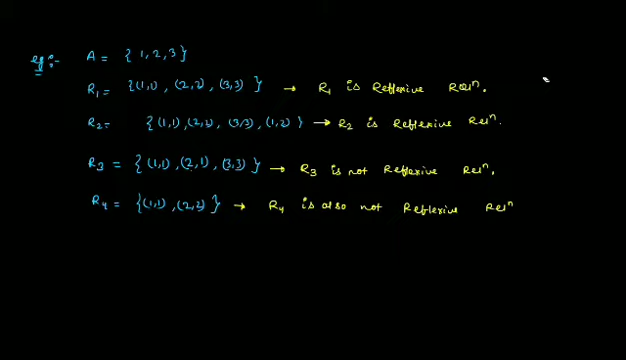 eg:- A = { 1, 2, 3 }
R1 = {(1,1), (2,2), (3,3) } → R1 is Reflexive Relⁿ.
R2 = {(1,1), (2,2), (3,3), (1,2) } → R2 is Reflexive Relⁿ.
R3 = { (1,1), (2,1), (3,3) } → R3 is not Reflexive Relⁿ.
R4 = { (1,1), (2,2) } → R4 is also not Reflexive Relⁿ